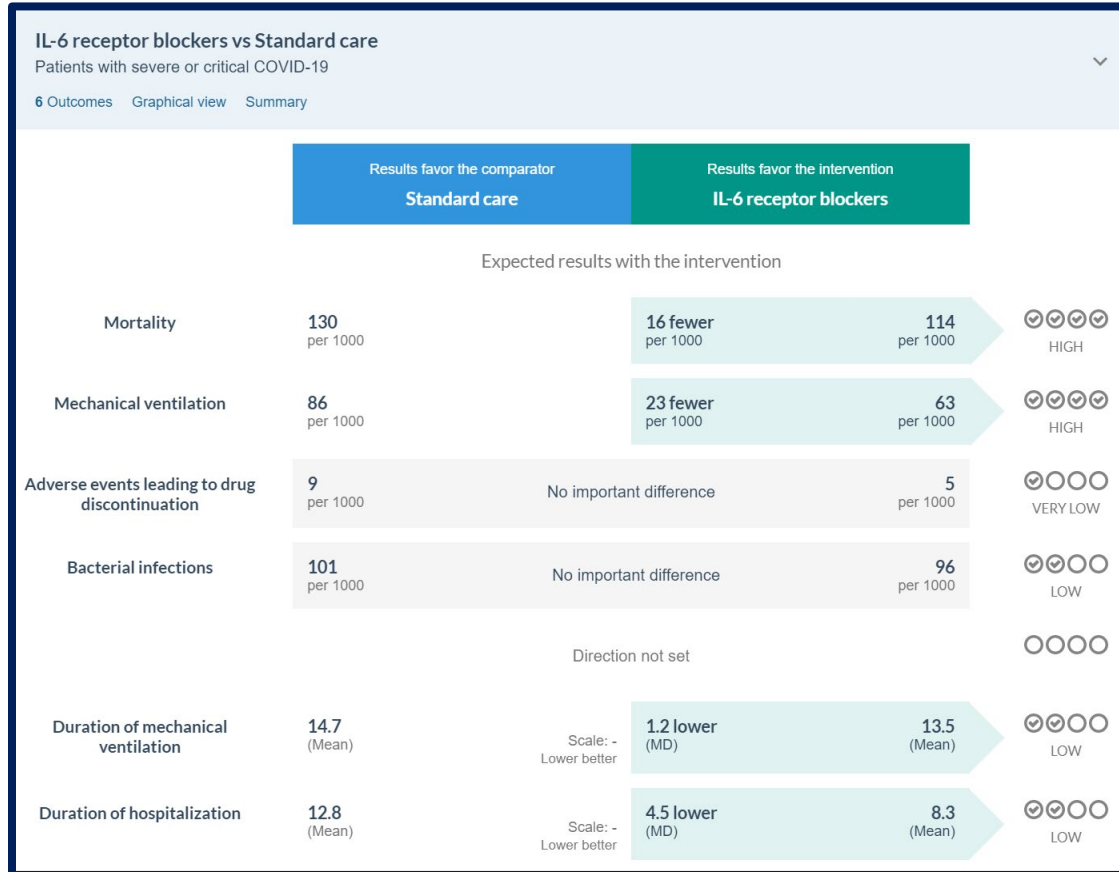 IL-6 receptor blockers vs Standard care
Patients with severe or critical COVID-19
6 Outcomes Graphical view Summary
Results favor the comparator
Standard care
Results favor the intervention
IL-6 receptor blockers
Expected results with the intervention
Mortality
130
per 1000
16 fewer
per 1000
114
per 1000
HIGH
Mechanical ventilation
86
per 1000
23 fewer
per 1000
63
per 1000
HIGH
Adverse events leading to drug
discontinuation
9
per 1000
No important difference
5
per 1000
VERY LOW
Bacterial infections
101
per 1000
No important difference
96
per 1000
LOW
Direction not set
Duration of mechanical
ventilation
14.7
(Mean)
Scale: -
Lower better
1.2 lower
(MD)
13.5
(Mean)
LOW
Duration of hospitalization
12.8
(Mean)
Scale: -
Lower better
4.5 lower
(MD)
8.3
(Mean)
LOW